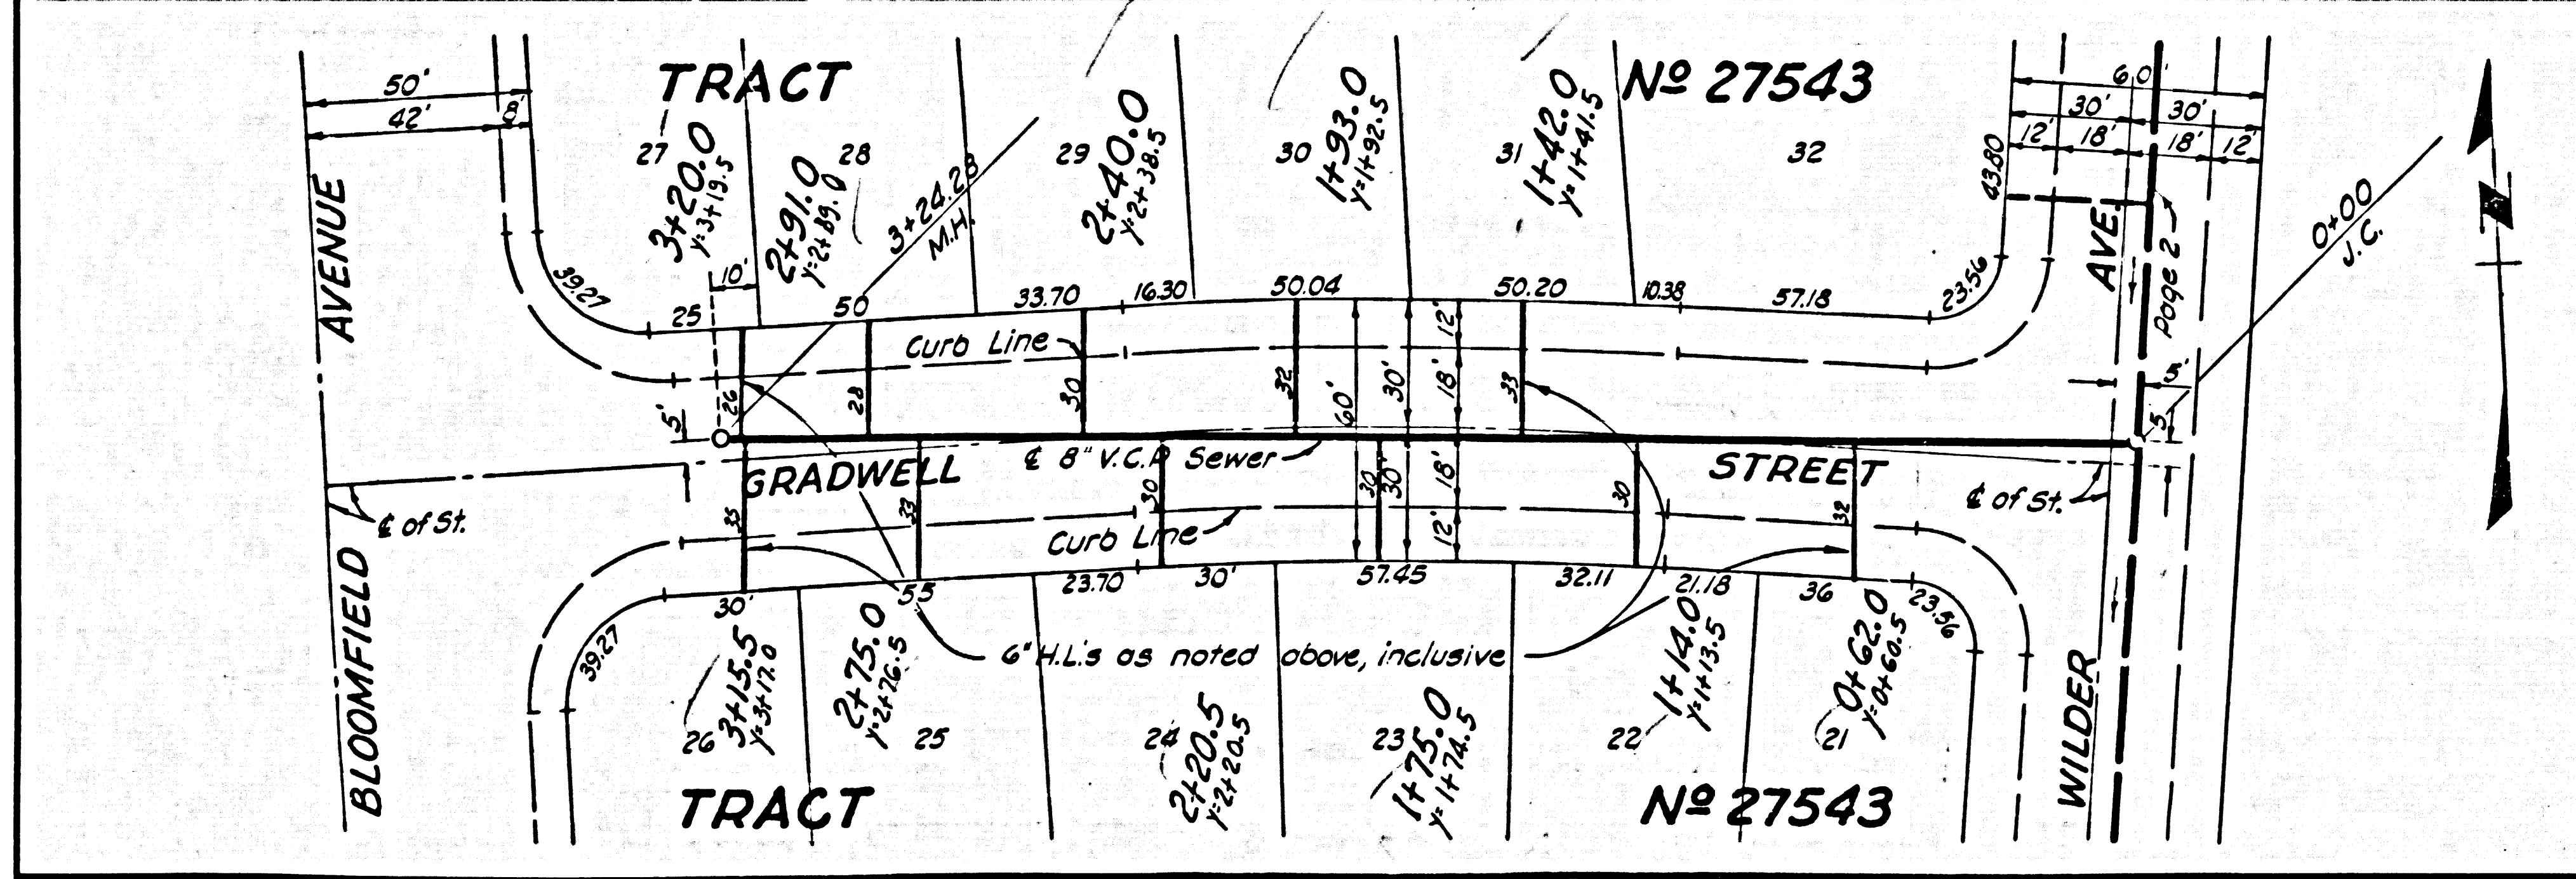 TRACT
Nº 27543
50'
42'
8'
60'
30'
30'
12'
18'
18'
12'
27
3+20.0
Y=3+19.5
2+91.0
Y=2+89.0
28
3+24.28
M.H.
29
2+40.0
Y=2+38.5
30
1+93.0
Y=1+92.5
31
1+42.0
Y=1+41.5
32
43.80
AVE.
Page 2
0+00
J.C.
N
AVENUE
39.27
10'
25
50
33.70
16.30
50.04
50.20
10.38
57.18
23.56
Curb Line
26
28
30
32
60'
30'
12'
18'
33
5'
5'
5'
GRADWELL
℄ 8" V.C.P. Sewer
STREET
℄ of St.
℄ of St.
35
33
30
30
30'
18'
12'
30
32
Curb Line
BLOOMFIELD
39.27
30'
55
23.70
30'
57.45
32.11
21.18
36
23.56
6" H.L.'s as noted above, inclusive
26
3+15.5
Y=3+17.0
2+75.0
Y=2+76.5
25
24
2+20.5
Y=2+20.5
23
1+75.0
Y=1+74.5
22
1+14.0
Y=1+13.5
21
0+62.0
Y=0+60.5
WILDER
TRACT
Nº 27543